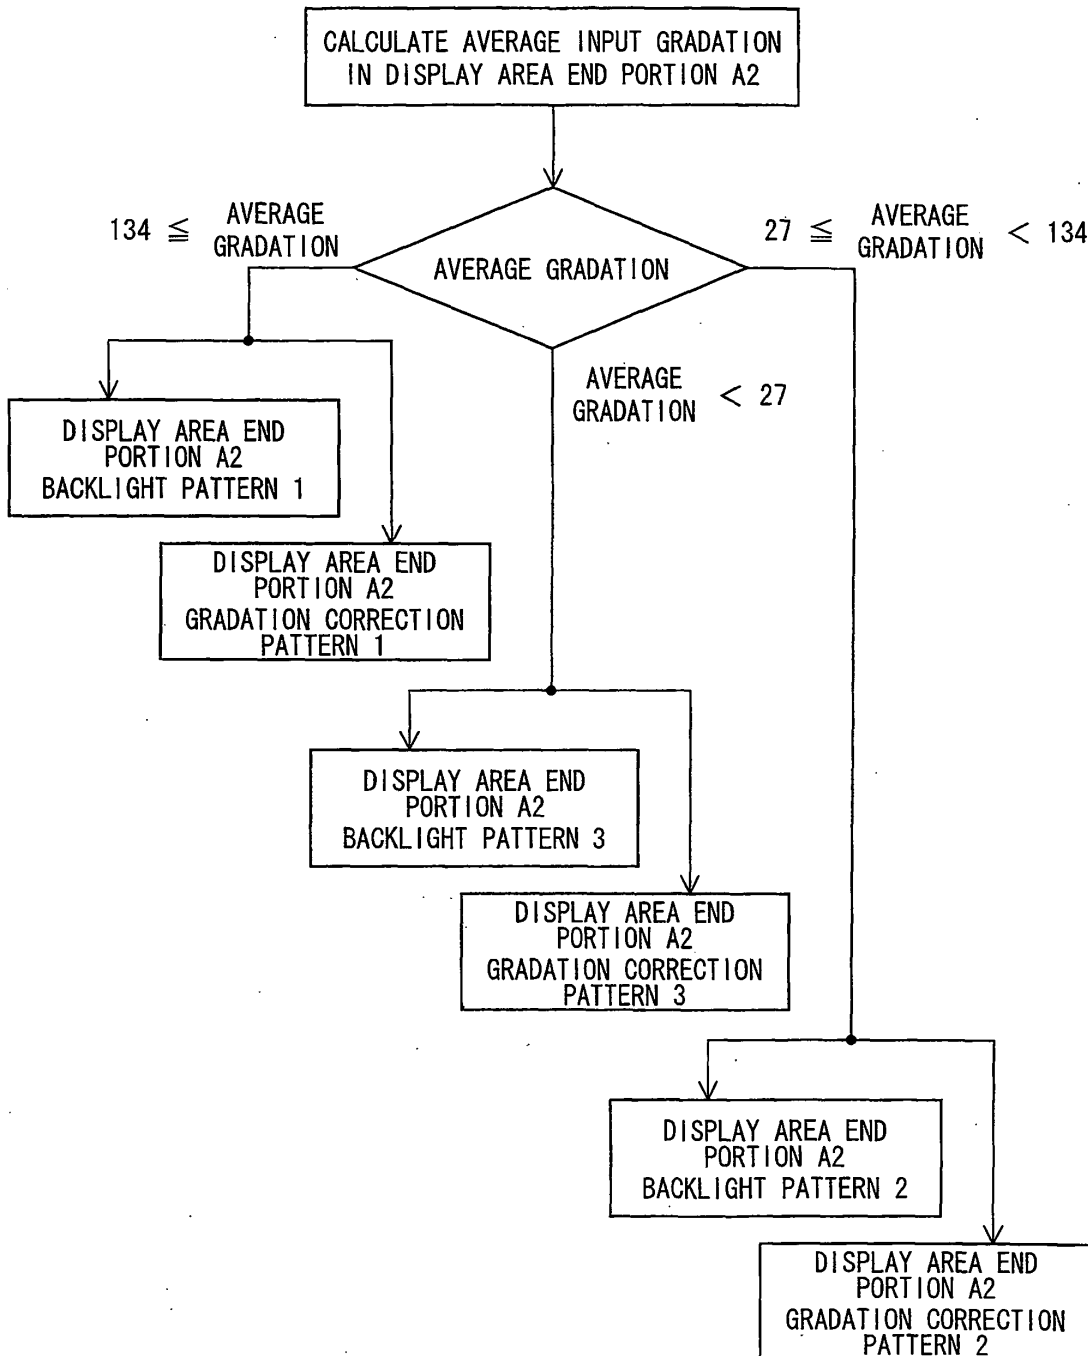 CALCULATE AVERAGE INPUT GRADATION
IN DISPLAY AREA END PORTION A2
134 ≦ AVERAGE GRADATION
27 ≦ AVERAGE GRADATION < 134
AVERAGE GRADATION
AVERAGE GRADATION < 27
DISPLAY AREA END
PORTION A2
BACKLIGHT PATTERN 1
DISPLAY AREA END
PORTION A2
GRADATION CORRECTION
PATTERN 1
DISPLAY AREA END
PORTION A2
BACKLIGHT PATTERN 3
DISPLAY AREA END
PORTION A2
GRADATION CORRECTION
PATTERN 3
DISPLAY AREA END
PORTION A2
BACKLIGHT PATTERN 2
DISPLAY AREA END
PORTION A2
GRADATION CORRECTION
PATTERN 2